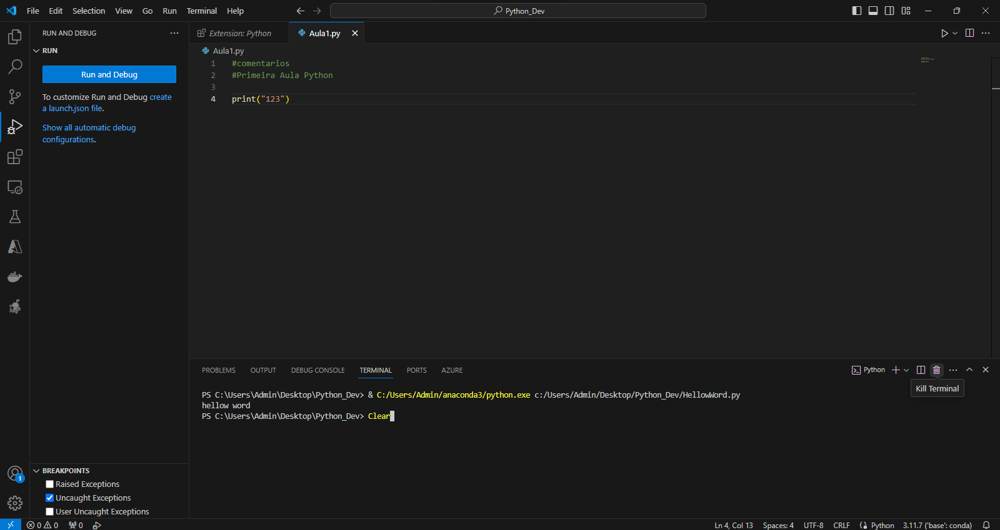 File Edit Selection View Go Run Terminal Help
Python_Dev
RUN AND DEBUG
RUN
Run and Debug
To customize Run and Debug create
a launch.json file.
Show all automatic debug
configurations.
Extension: Python
Aula1.py
Aula1.py
1 #comentarios
2 #Primeira Aula Python
3
4 print("123")
PROBLEMS OUTPUT DEBUG CONSOLE TERMINAL PORTS AZURE
Python
Kill Terminal
PS C:\Users\Admin\Desktop\Python_Dev> & C:/Users/Admin/anaconda3/python.exe c:/Users/Admin/Desktop/Python_Dev/HellowWord.py
hellow word
PS C:\Users\Admin\Desktop\Python_Dev> Clear
BREAKPOINTS
Raised Exceptions
Uncaught Exceptions
User Uncaught Exceptions
1
0 0 0
Ln 4, Col 13 Spaces: 4 UTF-8 CRLF Python 3.11.7 ('base': conda)